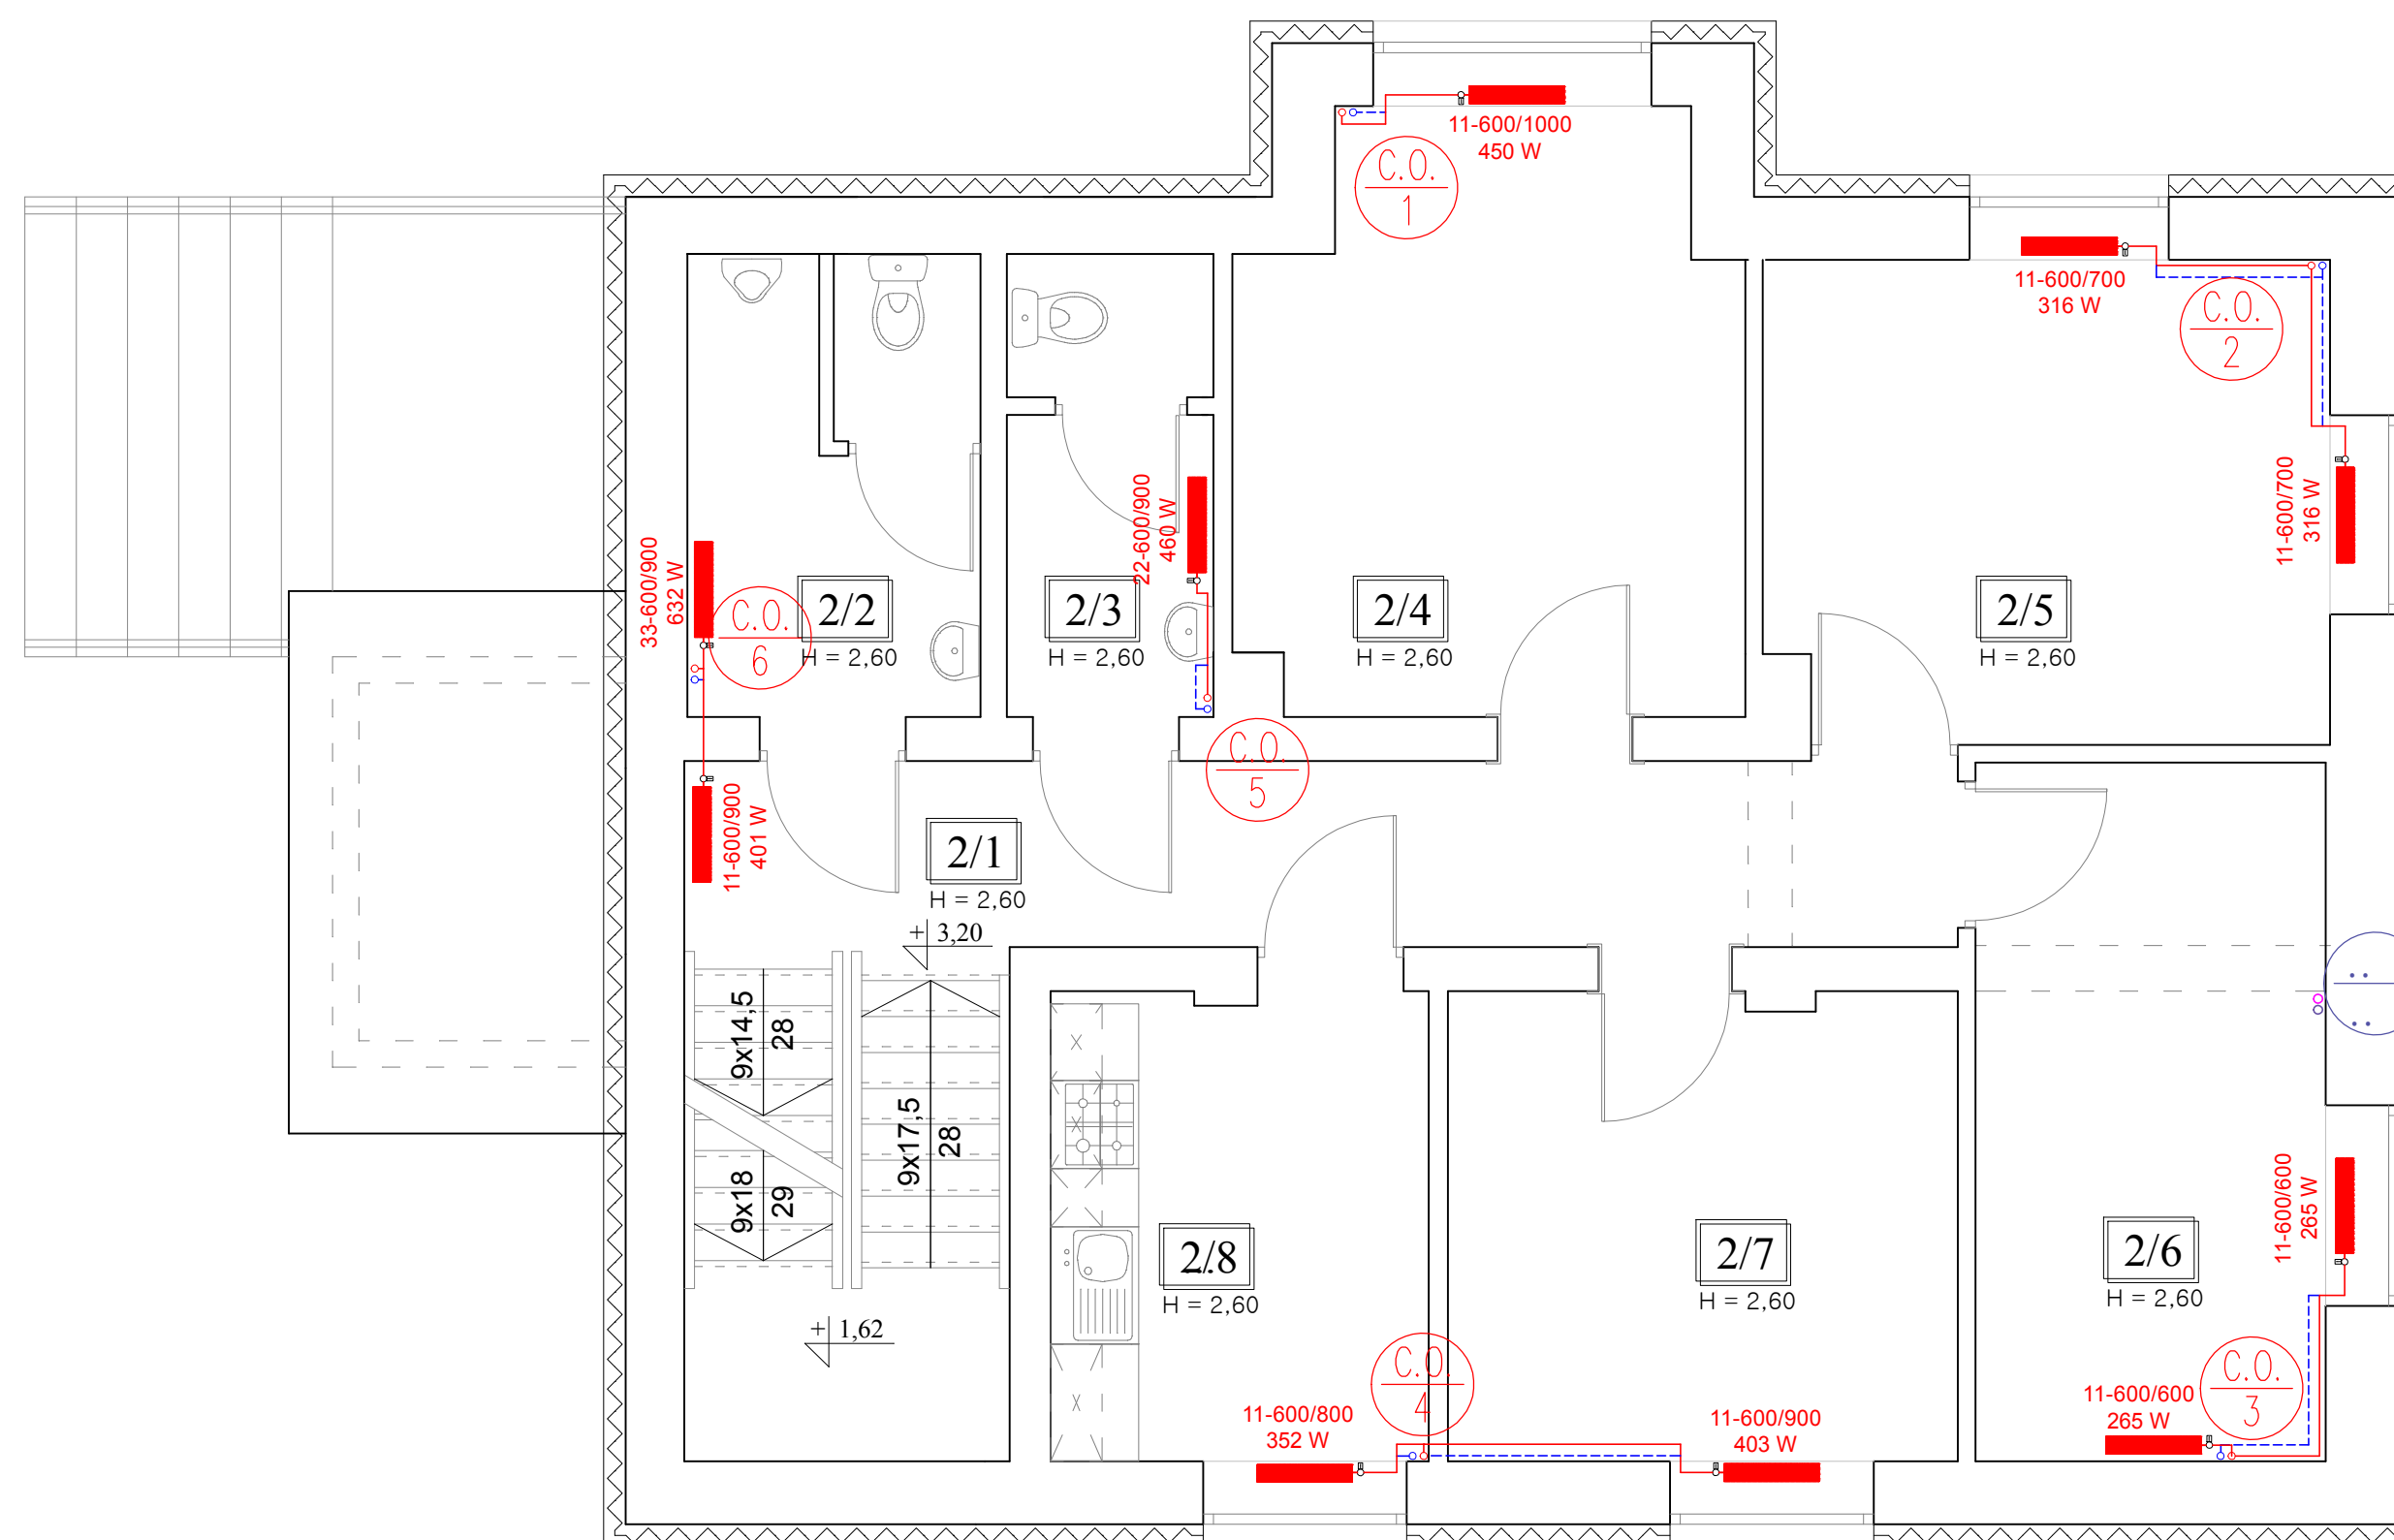 11-600/1000
450 W
C.O.
1
11-600/700
316 W
C.O.
2
11-600/700
316 W
22-600/900
460 W
33-600/900
632 W
C.O.
6
2/2
H = 2,60
2/3
H = 2,60
2/4
H = 2,60
2/5
H = 2,60
C.O.
5
11-600/900
401 W
2/1
H = 2,60
+ 3,20
9x14,5
28
9x17,5
28
9x18
29
+ 1,62
2/8
H = 2,60
2/7
H = 2,60
2/6
H = 2,60
11-600/600
265 W
C.O.
4
C.O.
3
11-600/800
352 W
11-600/900
403 W
11-600/600
265 W